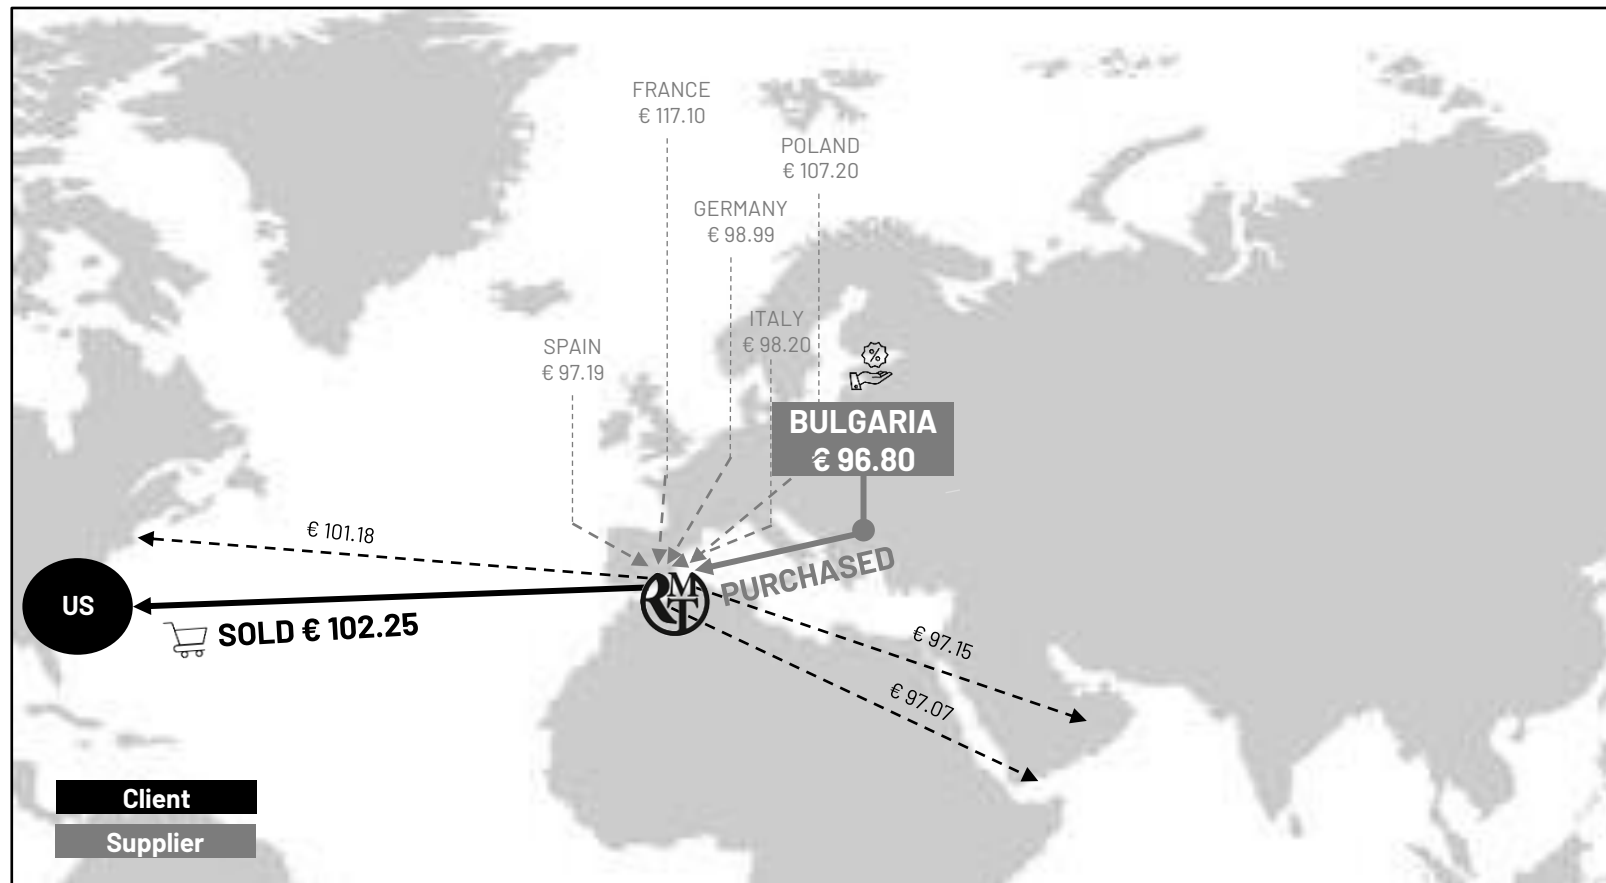 FRANCE
€ 117.10
POLAND
€ 107.20
GERMANY
€ 98.99
ITALY
€ 98.20
SPAIN
€ 97.19
%
BULGARIA
€ 96.80
PURCHASED
€ 101.18
US
SOLD € 102.25
RMT
€ 97.15
€ 97.07
Client
Supplier